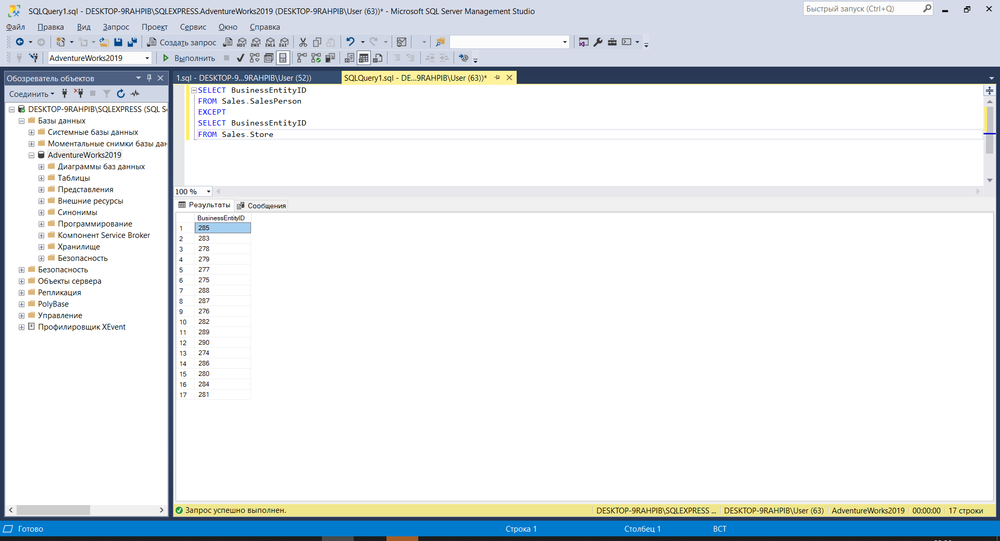 SQLQuery1.sql - DESKTOP-9RAHPIB\SQLEXPRESS.AdventureWorks2019 (DESKTOP-9RAHPIB\User (63))* - Microsoft SQL Server Management Studio
Быстрый запуск (Ctrl+Q)
Файл Правка Вид Запрос Проект Сервис Окно Справка
Создать запрос MDX DMX XMLA DAX
AdventureWorks2019 Выполнить
Обозреватель объектов
1.sql - DESKTOP-9...9RAHPIB\User (52))
SQLQuery1.sql - DE...9RAHPIB\User (63))*
Соединить
DESKTOP-9RAHPIB\SQLEXPRESS (SQL S
Базы данных
Системные базы данных
Моментальные снимки базы дан
AdventureWorks2019
Диаграммы баз данных
Таблицы
Представления
Внешние ресурсы
Синонимы
Программирование
Компонент Service Broker
Хранилище
Безопасность
Безопасность
Объекты сервера
Репликация
PolyBase
Управление
Профилировщик XEvent
SELECT BusinessEntityID
FROM Sales.SalesPerson
EXCEPT
SELECT BusinessEntityID
FROM Sales.Store
100 %
Результаты Сообщения
BusinessEntityID
1 285
2 283
3 278
4 279
5 277
6 275
7 288
8 287
9 276
10 282
11 289
12 290
13 274
14 286
15 280
16 284
17 281
Запрос успешно выполнен.
DESKTOP-9RAHPIB\SQLEXPRESS ... DESKTOP-9RAHPIB\User (63) AdventureWorks2019 00:00:00 17 строки
Готово Строка 1 Столбец 1 ВСТ